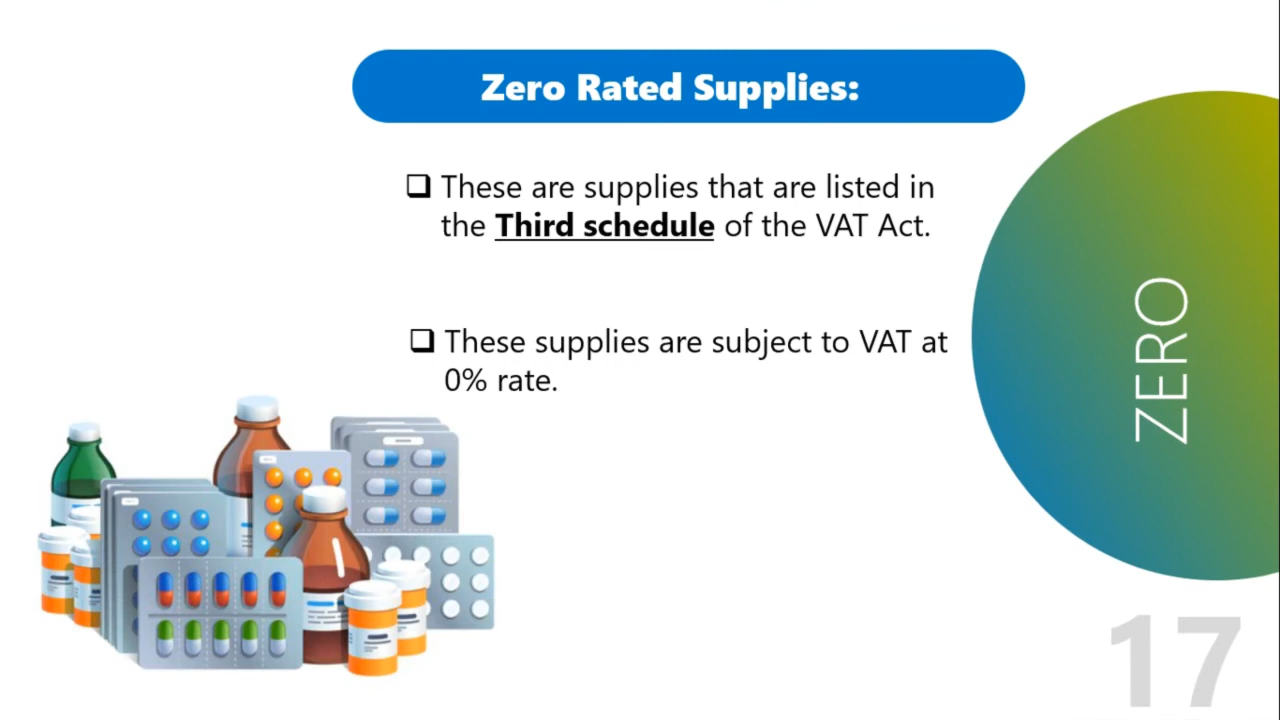 Zero Rated Supplies:
These are supplies that are listed in
the Third schedule of the VAT Act.
These supplies are subject to VAT at
0% rate.
ZERO
17